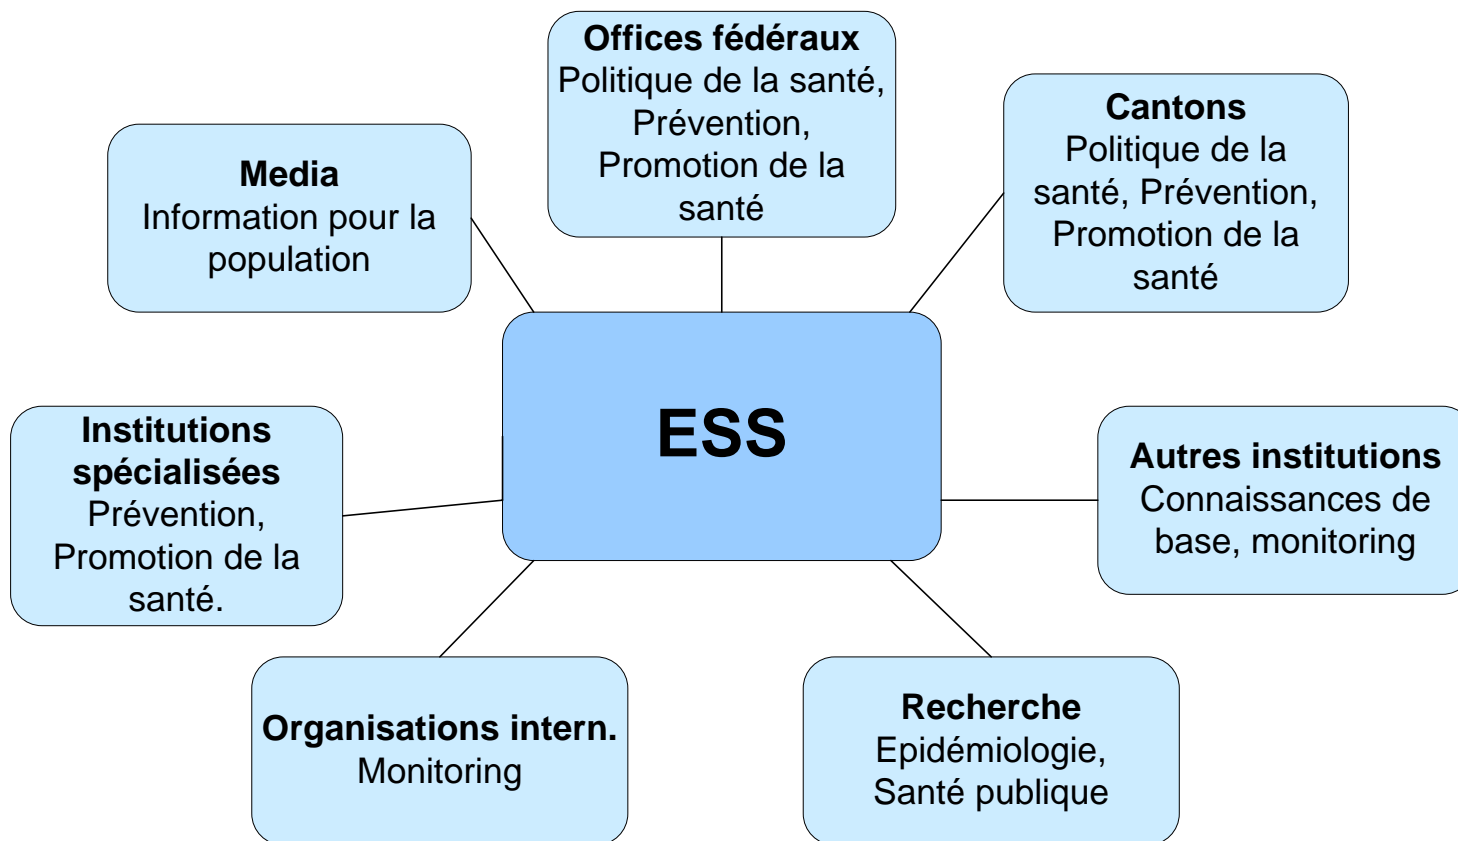 Offices fédéraux
Politique de la santé,
Prévention,
Promotion de la
santé
Cantons
Politique de la
santé, Prévention,
Promotion de la
santé
Media
Information pour la
population
ESS
Institutions
spécialisées
Prévention,
Promotion de la
santé.
Autres institutions
Connaissances de
base, monitoring
Organisations intern.
Monitoring
Recherche
Epidémiologie,
Santé publique